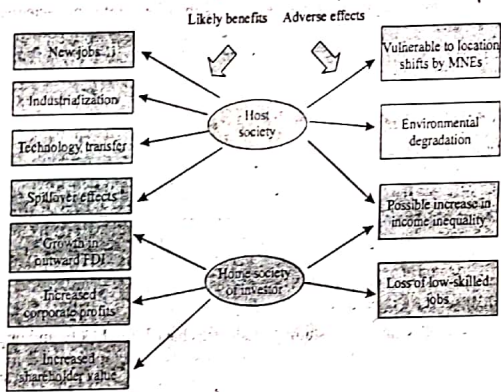 Likely benefits
Adverse effects
New jobs
Industrialization
Technology transfer
Spillover effects
Growth in
outward FDI
Increased
corporate profits
Increased
shareholder value
Host
society
Home society
of investor
Vulnerable to location
shifts by MNEs
Environmental
degradation
Possible increase in
income inequality
Loss of low-skilled
jobs